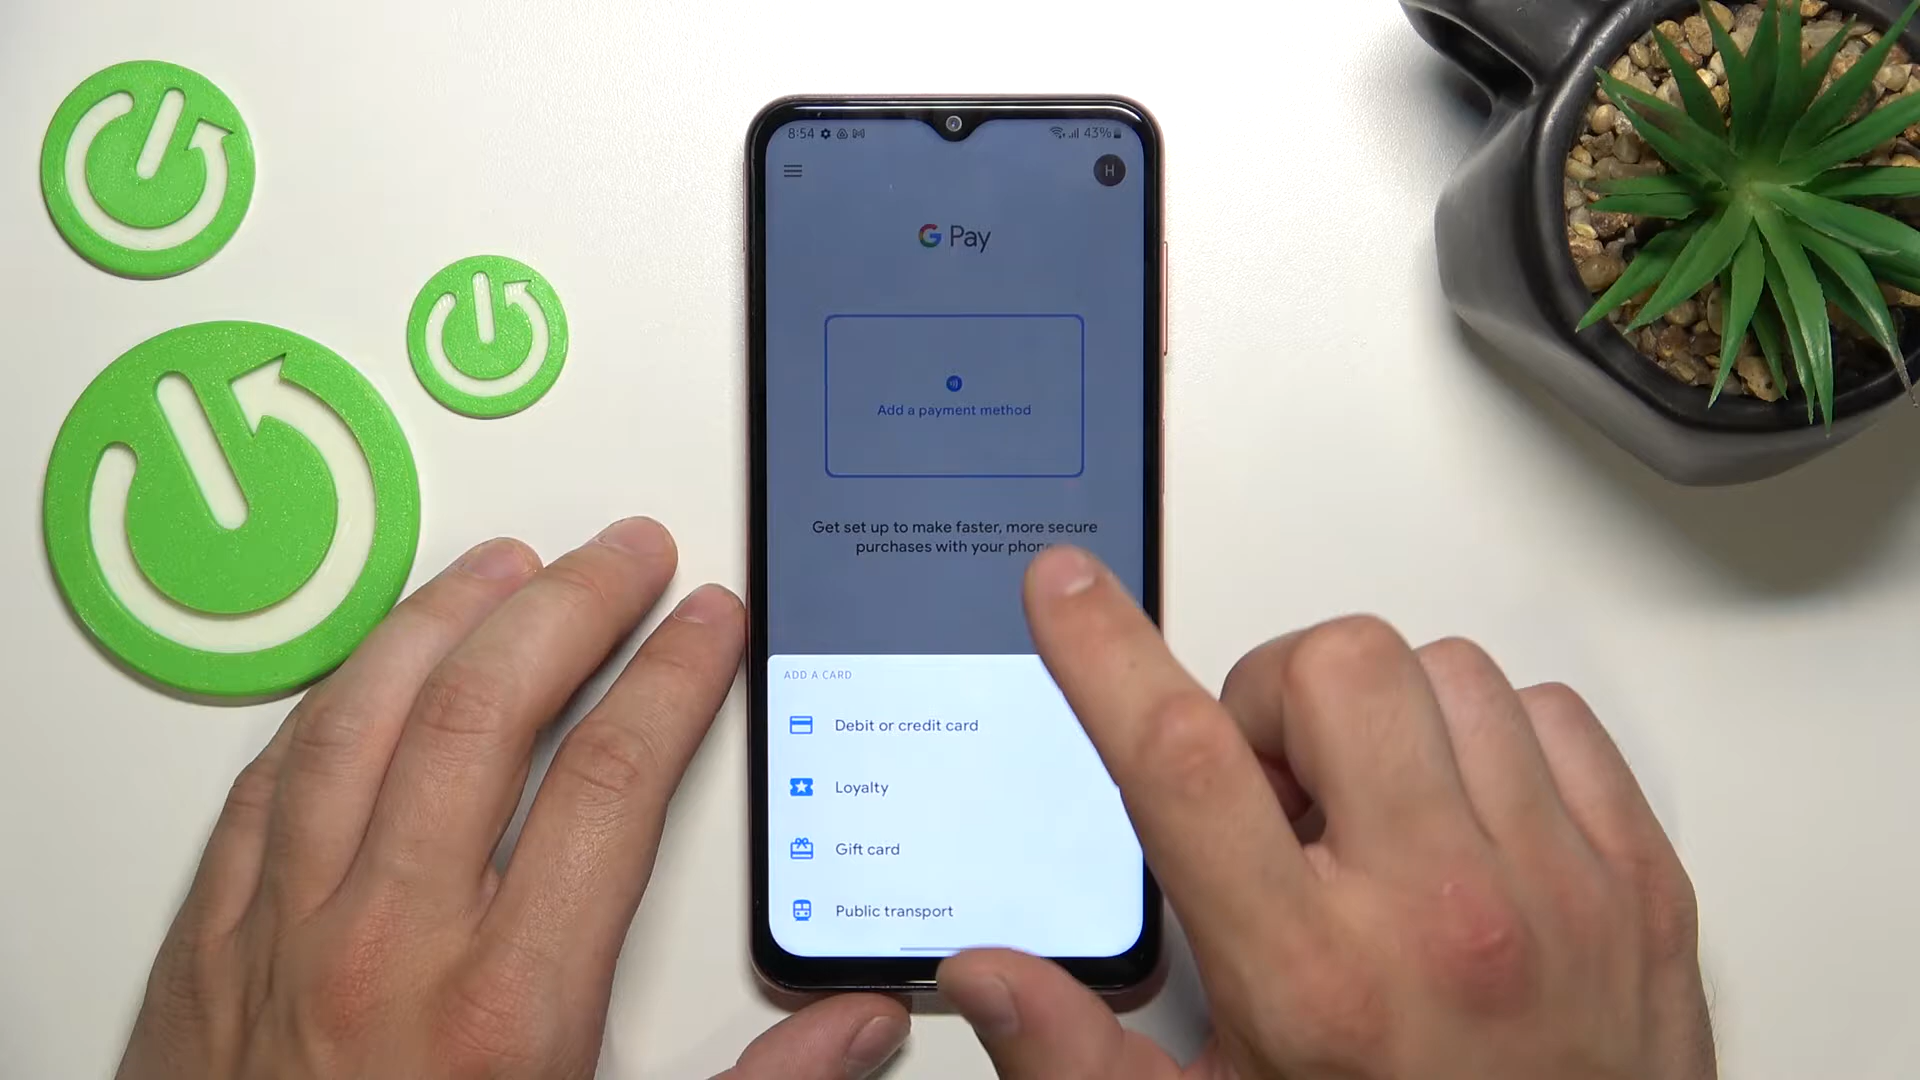 8:54
43%
H
G Pay
Add a payment method
Get set up to make faster, more secure
purchases with your phone
ADD A CARD
Debit or credit card
Loyalty
Gift card
Public transport